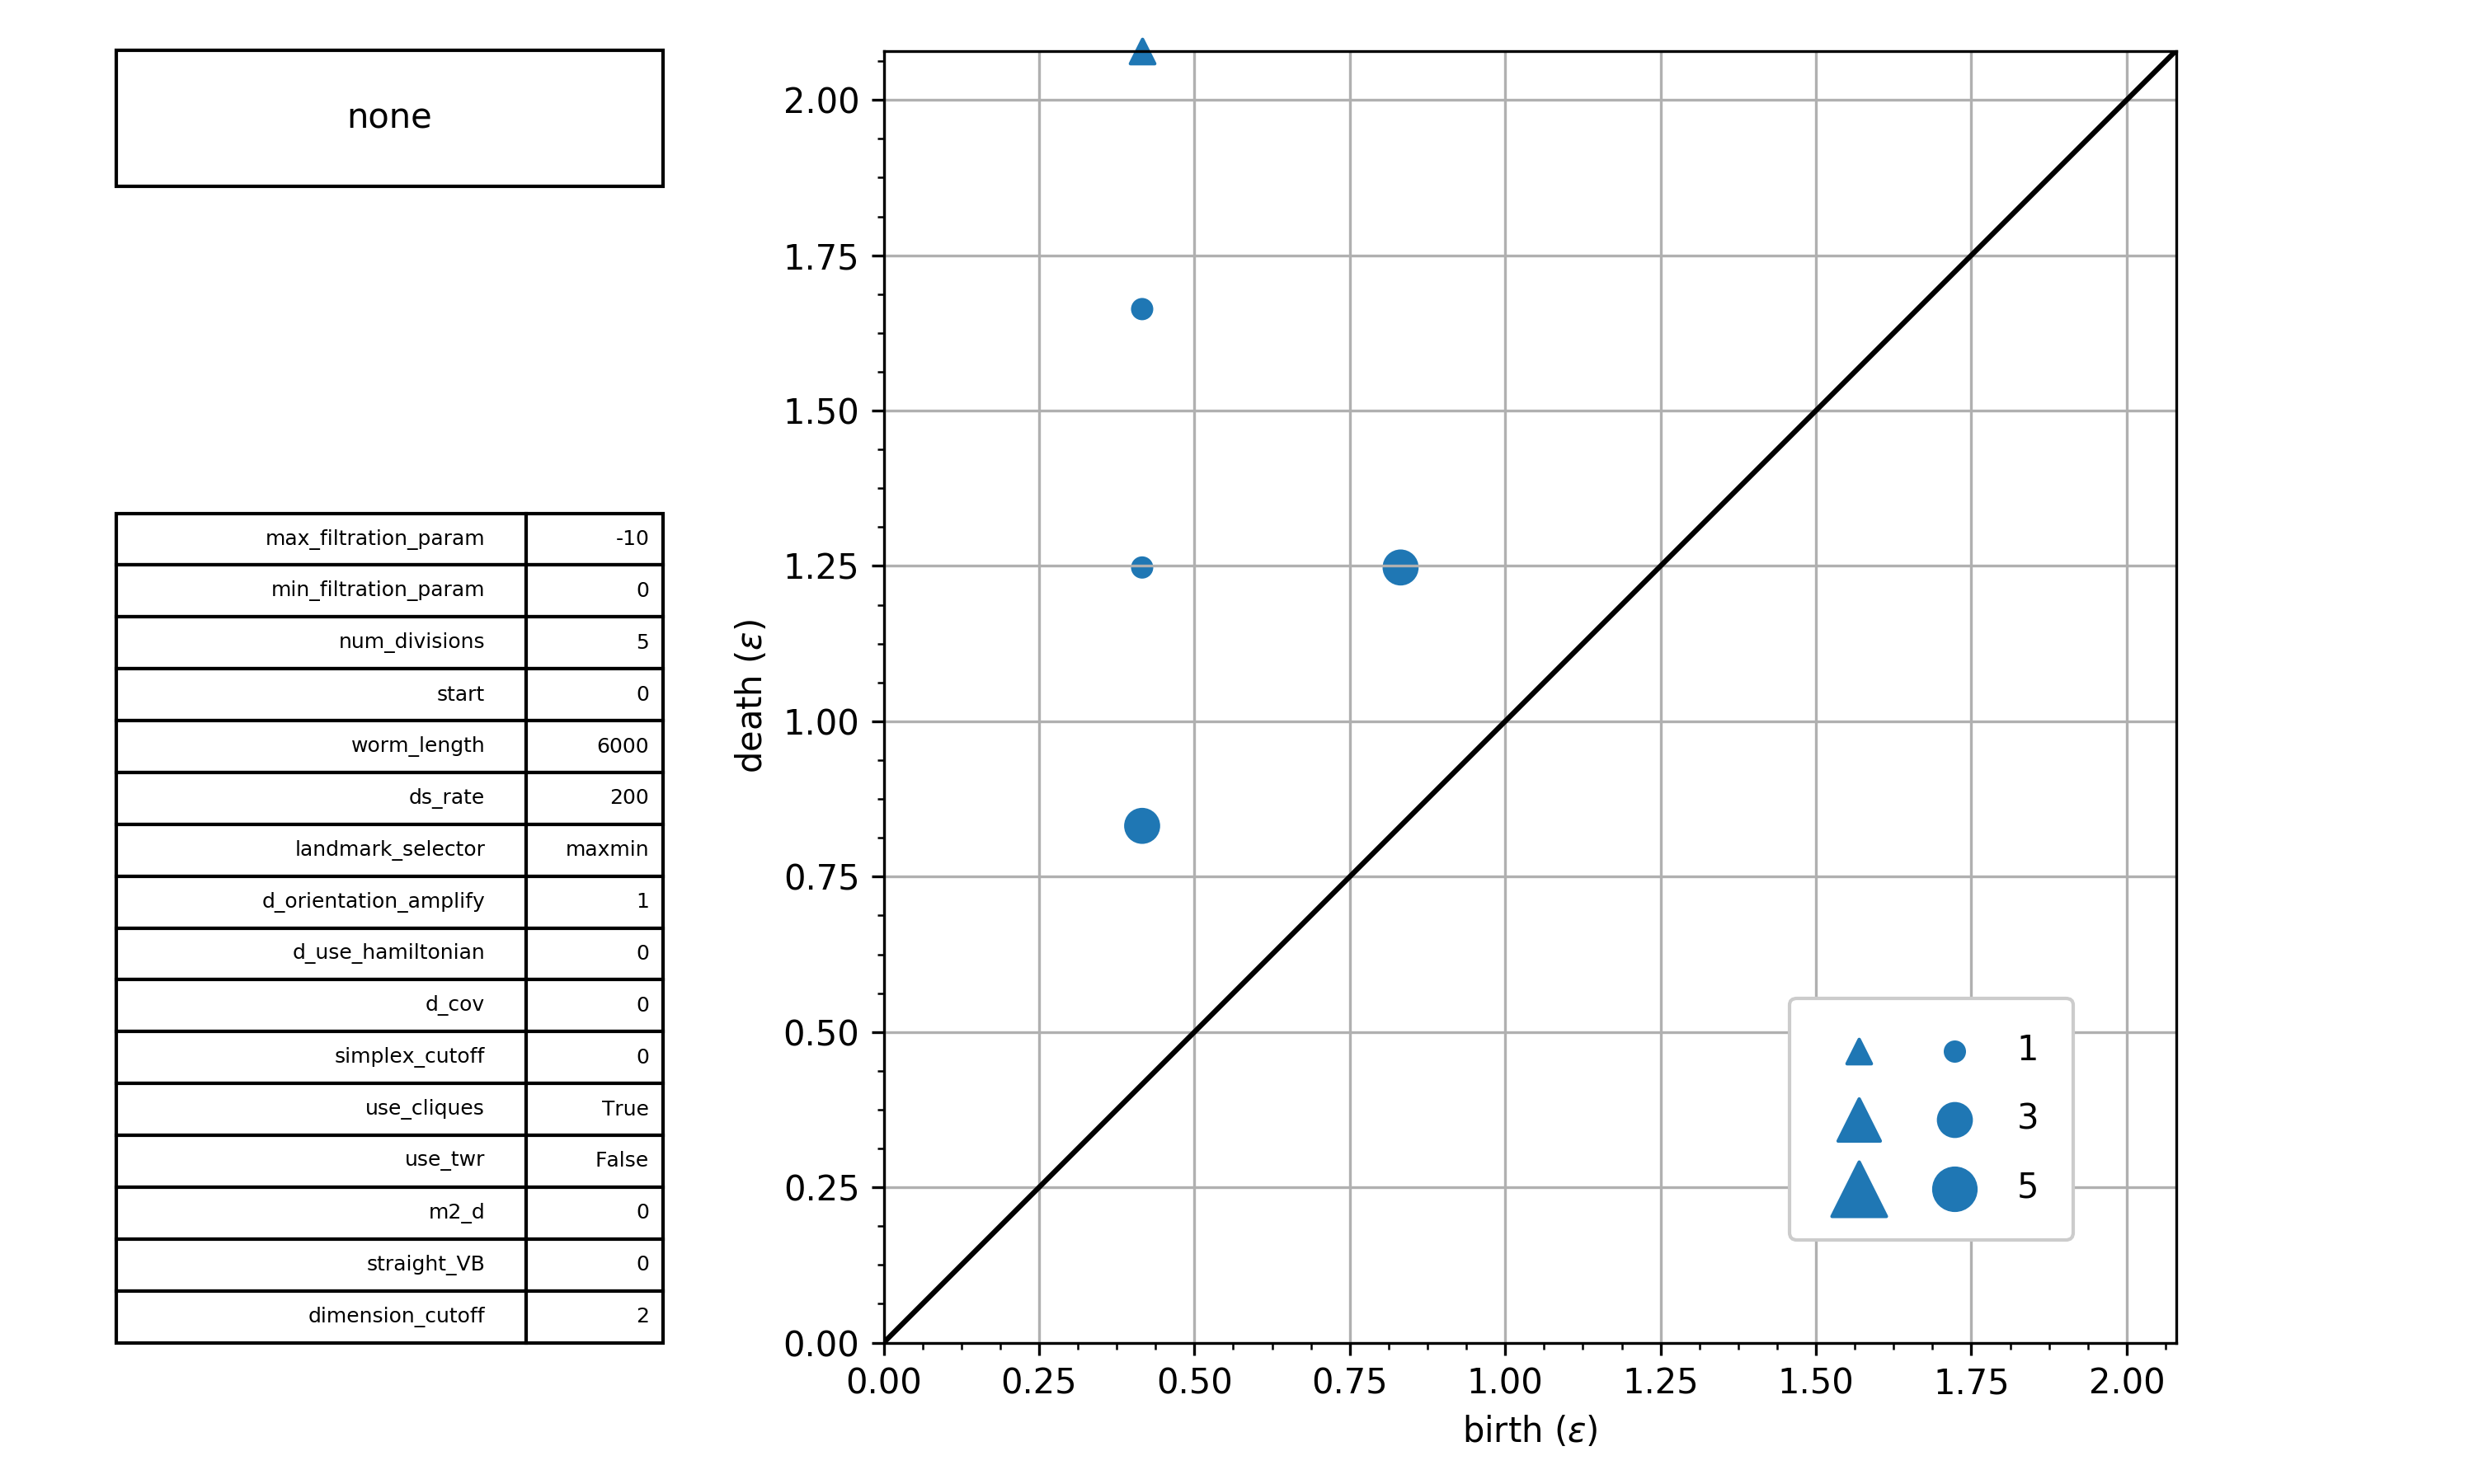 none
max_filtration_param -10
min_filtration_param 0
num_divisions 5
start 0
worm_length 6000
ds_rate 200
landmark_selector maxmin
d_orientation_amplify 1
d_use_hamiltonian 0
d_cov 0
simplex_cutoff 0
use_cliques True
use_twr False
m2_d 0
straight_VB 0
dimension_cutoff 2
death (ε)
2.00
1.75
1.50
1.25
1.00
0.75
0.50
0.25
0.00
0.00 0.25 0.50 0.75 1.00 1.25 1.50 1.75 2.00
birth (ε)
1
3
5